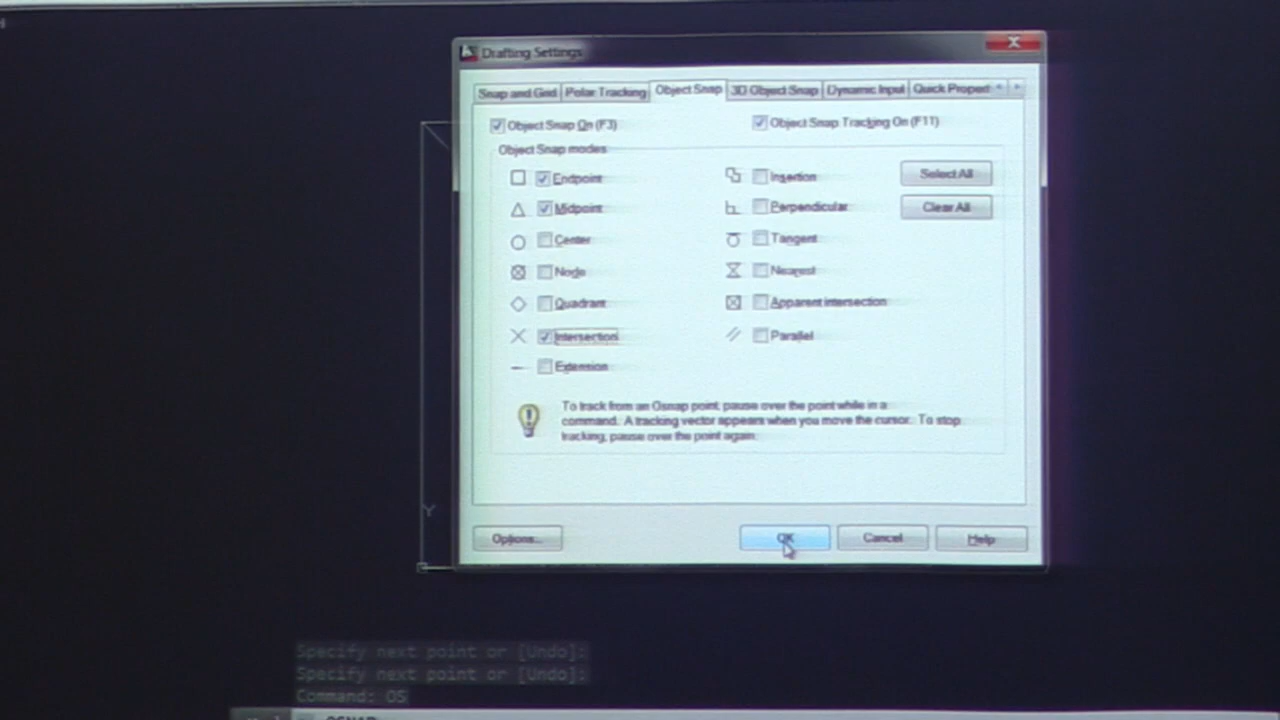 Drafting Settings
Snap and Grid Polar Tracking Object Snap 3D Object Snap Dynamic Input Quick Propert
Object Snap On (F3) Object Snap Tracking On (F11)
Object Snap modes
Endpoint Insertion Select All
Midpoint Perpendicular Clear All
Center Tangent
Node Nearest
Quadrant Apparent intersection
Intersection Parallel
Extension
To track from an Osnap point, pause over the point while in a
command. A tracking vector appears when you move the cursor. To stop
tracking, pause over the point again.
Y
Options... OK Cancel Help
Specify next point or [Undo]:
Specify next point or [Undo]:
Command: OS